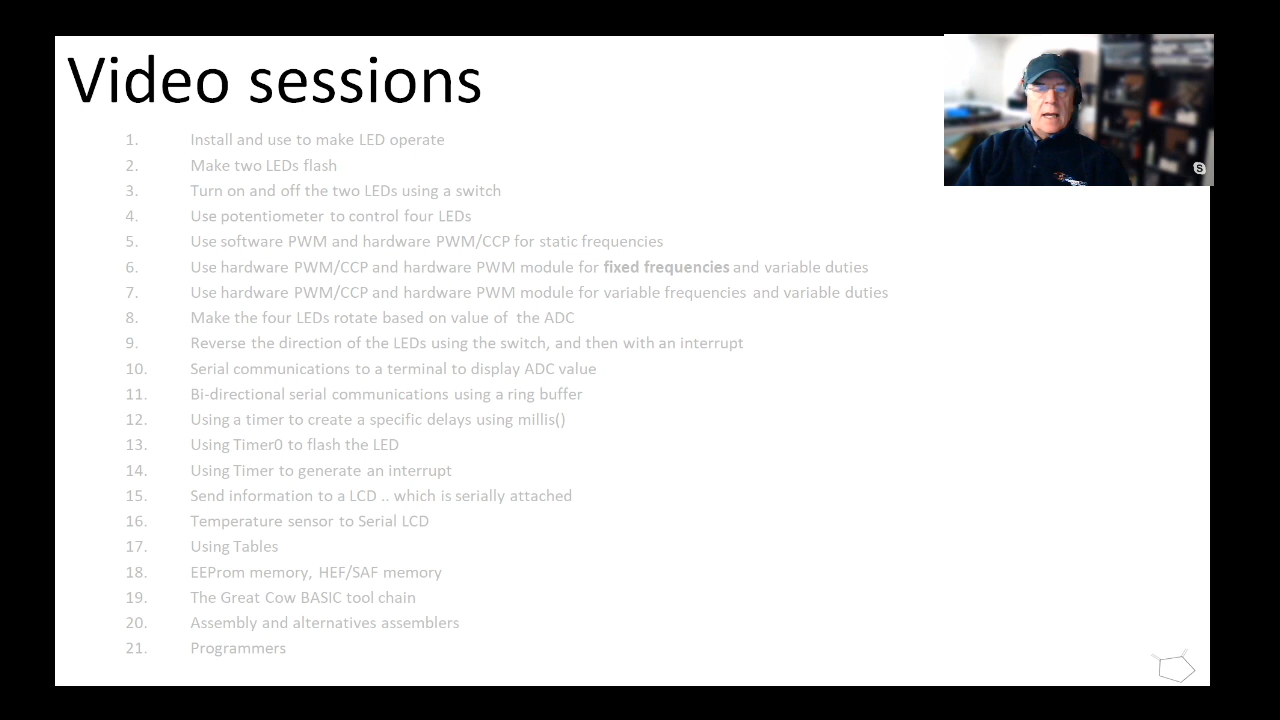 Video sessions
1. Install and use to make LED operate
2. Make two LEDs flash
3. Turn on and off the two LEDs using a switch
4. Use potentiometer to control four LEDs
5. Use software PWM and hardware PWM/CCP for static frequencies
6. Use hardware PWM/CCP and hardware PWM module for fixed frequencies and variable duties
7. Use hardware PWM/CCP and hardware PWM module for variable frequencies and variable duties
8. Make the four LEDs rotate based on value of the ADC
9. Reverse the direction of the LEDs using the switch, and then with an interrupt
10. Serial communications to a terminal to display ADC value
11. Bi-directional serial communications using a ring buffer
12. Using a timer to create a specific delays using millis()
13. Using Timer0 to flash the LED
14. Using Timer to generate an interrupt
15. Send information to a LCD .. which is serially attached
16. Temperature sensor to Serial LCD
17. Using Tables
18. EEProm memory, HEF/SAF memory
19. The Great Cow BASIC tool chain
20. Assembly and alternatives assemblers
21. Programmers